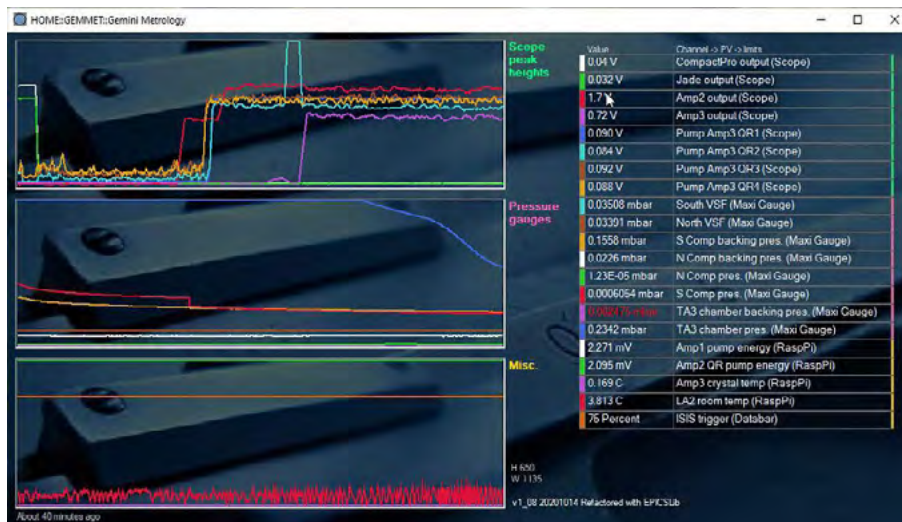 HOME::GEMMET::Gemini Metrology
Scope
peak
heights
Value Channel -> PV -> limits
0.04 V CompactPro output (Scope)
0.032 V Jade output (Scope)
1.7 V Amp2 output (Scope)
0.72 V Amp3 output (Scope)
0.090 V Pump Amp3 QR1 (Scope)
0.084 V Pump Amp3 QR2 (Scope)
0.092 V Pump Amp3 QR3 (Scope)
0.088 V Pump Amp3 QR4 (Scope)
Pressure
gauges
0.03508 mbar South VSF (Maxi Gauge)
0.03391 mbar North VSF (Maxi Gauge)
0.1558 mbar S Comp backing pres. (Maxi Gauge)
0.0226 mbar N Comp backing pres. (Maxi Gauge)
1.23E-05 mbar N Comp pres. (Maxi Gauge)
0.0006054 mbar S Comp pres. (Maxi Gauge)
mbar TA3 chamber backing pres. (Maxi Gauge)
0.2342 mbar TA3 chamber pres. (Maxi Gauge)
Misc.
2.271 mV Amp1 pump energy (RaspPi)
2.095 mV Amp2 QR pump energy (RaspPi)
0.169 C Amp3 crystal temp (RaspPi)
3.813 C LA2 room temp (RaspPi)
76 Percent ISIS trigger (Databar)
H 650
W 1135
v1_08 20201014 Refactored with EPICSLib
About 40 minutes ago